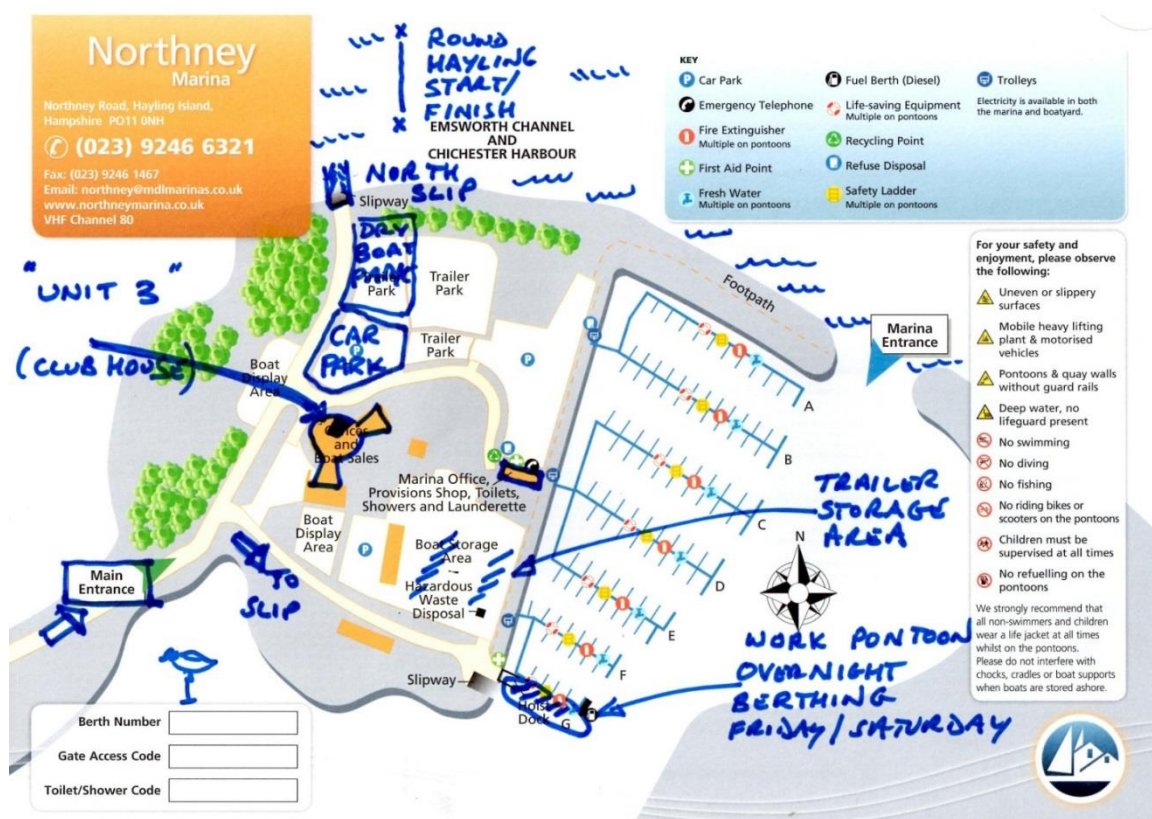 Northney
Marina
Northney Road, Hayling Island,
Hampshire PO11 0NH
(023) 9246 6321
Fax: (023) 9246 1467
Email: northney@mdlmarinas.co.uk
www.northneymarina.co.uk
VHF Channel 80
ROUND
HAYLING
START/
FINISH
EMSWORTH CHANNEL
AND
CHICHESTER HARBOUR
KEY
Car Park
Emergency Telephone
Fire Extinguisher
Multiple on pontoons
First Aid Point
Fresh Water
Multiple on pontoons
Fuel Berth (Diesel)
Life-saving Equipment
Multiple on pontoons
Recycling Point
Refuse Disposal
Safety Ladder
Multiple on pontoons
Trolleys
Electricity is available in both
the marina and boatyard.
NORTH
SLIP
Slipway
DRY
BOAT
PARK
Trailer
Park
Trailer
Park
Trailer
Park
CAR
PARK
"UNIT 3"
(CLUB HOUSE)
Boat
Display
Area
and
Boat Sales
Footpath
Marina
Entrance
A
B
C
D
E
F
G
Marina Office,
Provisions Shop, Toilets,
Showers and Launderette
Boat
Display
Area
Boat Storage
Area
Hazardous
Waste
Disposal
TRAILER
STORAGE
AREA
N
Main
Entrance
TO
SLIP
Slipway
Hoist
Dock
WORK PONTOON
OVERNIGHT
BERTHING
FRIDAY/SATURDAY
For your safety and
enjoyment, please observe
the following:
Uneven or slippery
surfaces
Mobile heavy lifting
plant & motorised
vehicles
Pontoons & quay walls
without guard rails
Deep water, no
lifeguard present
No swimming
No diving
No fishing
No riding bikes or
scooters on the pontoons
Children must be
supervised at all times
No refuelling on the
pontoons
We strongly recommend that
all non-swimmers and children
wear a life jacket at all times
whilst on the pontoons.
Please do not interfere with
chocks, cradles or boat supports
when boats are stored ashore.
Berth Number
Gate Access Code
Toilet/Shower Code